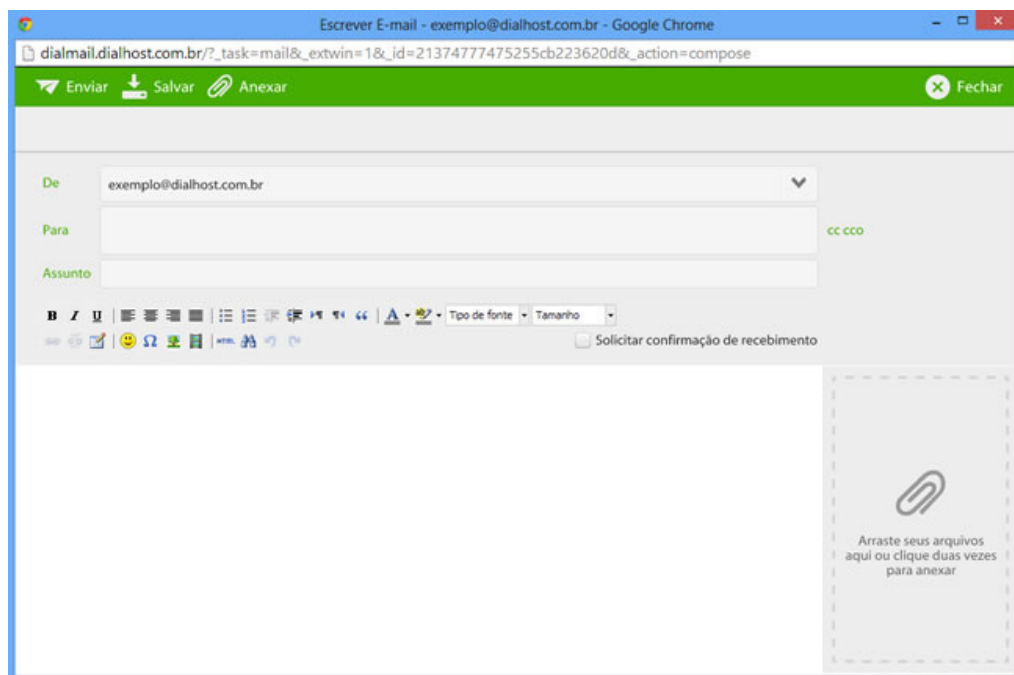 Escrever E-mail - exemplo@dialhost.com.br - Google Chrome
dialmail.dialhost.com.br/?_task=mail&_extwin=1&_id=21374777475255cb223620d&_action=compose
Enviar Salvar Anexar Fechar
De exemplo@dialhost.com.br
Para cc cco
Assunto
B I U A Tipo de fonte Tamanho
Ω HTML Solicitar confirmação de recebimento
Arraste seus arquivos
aqui ou clique duas vezes
para anexar